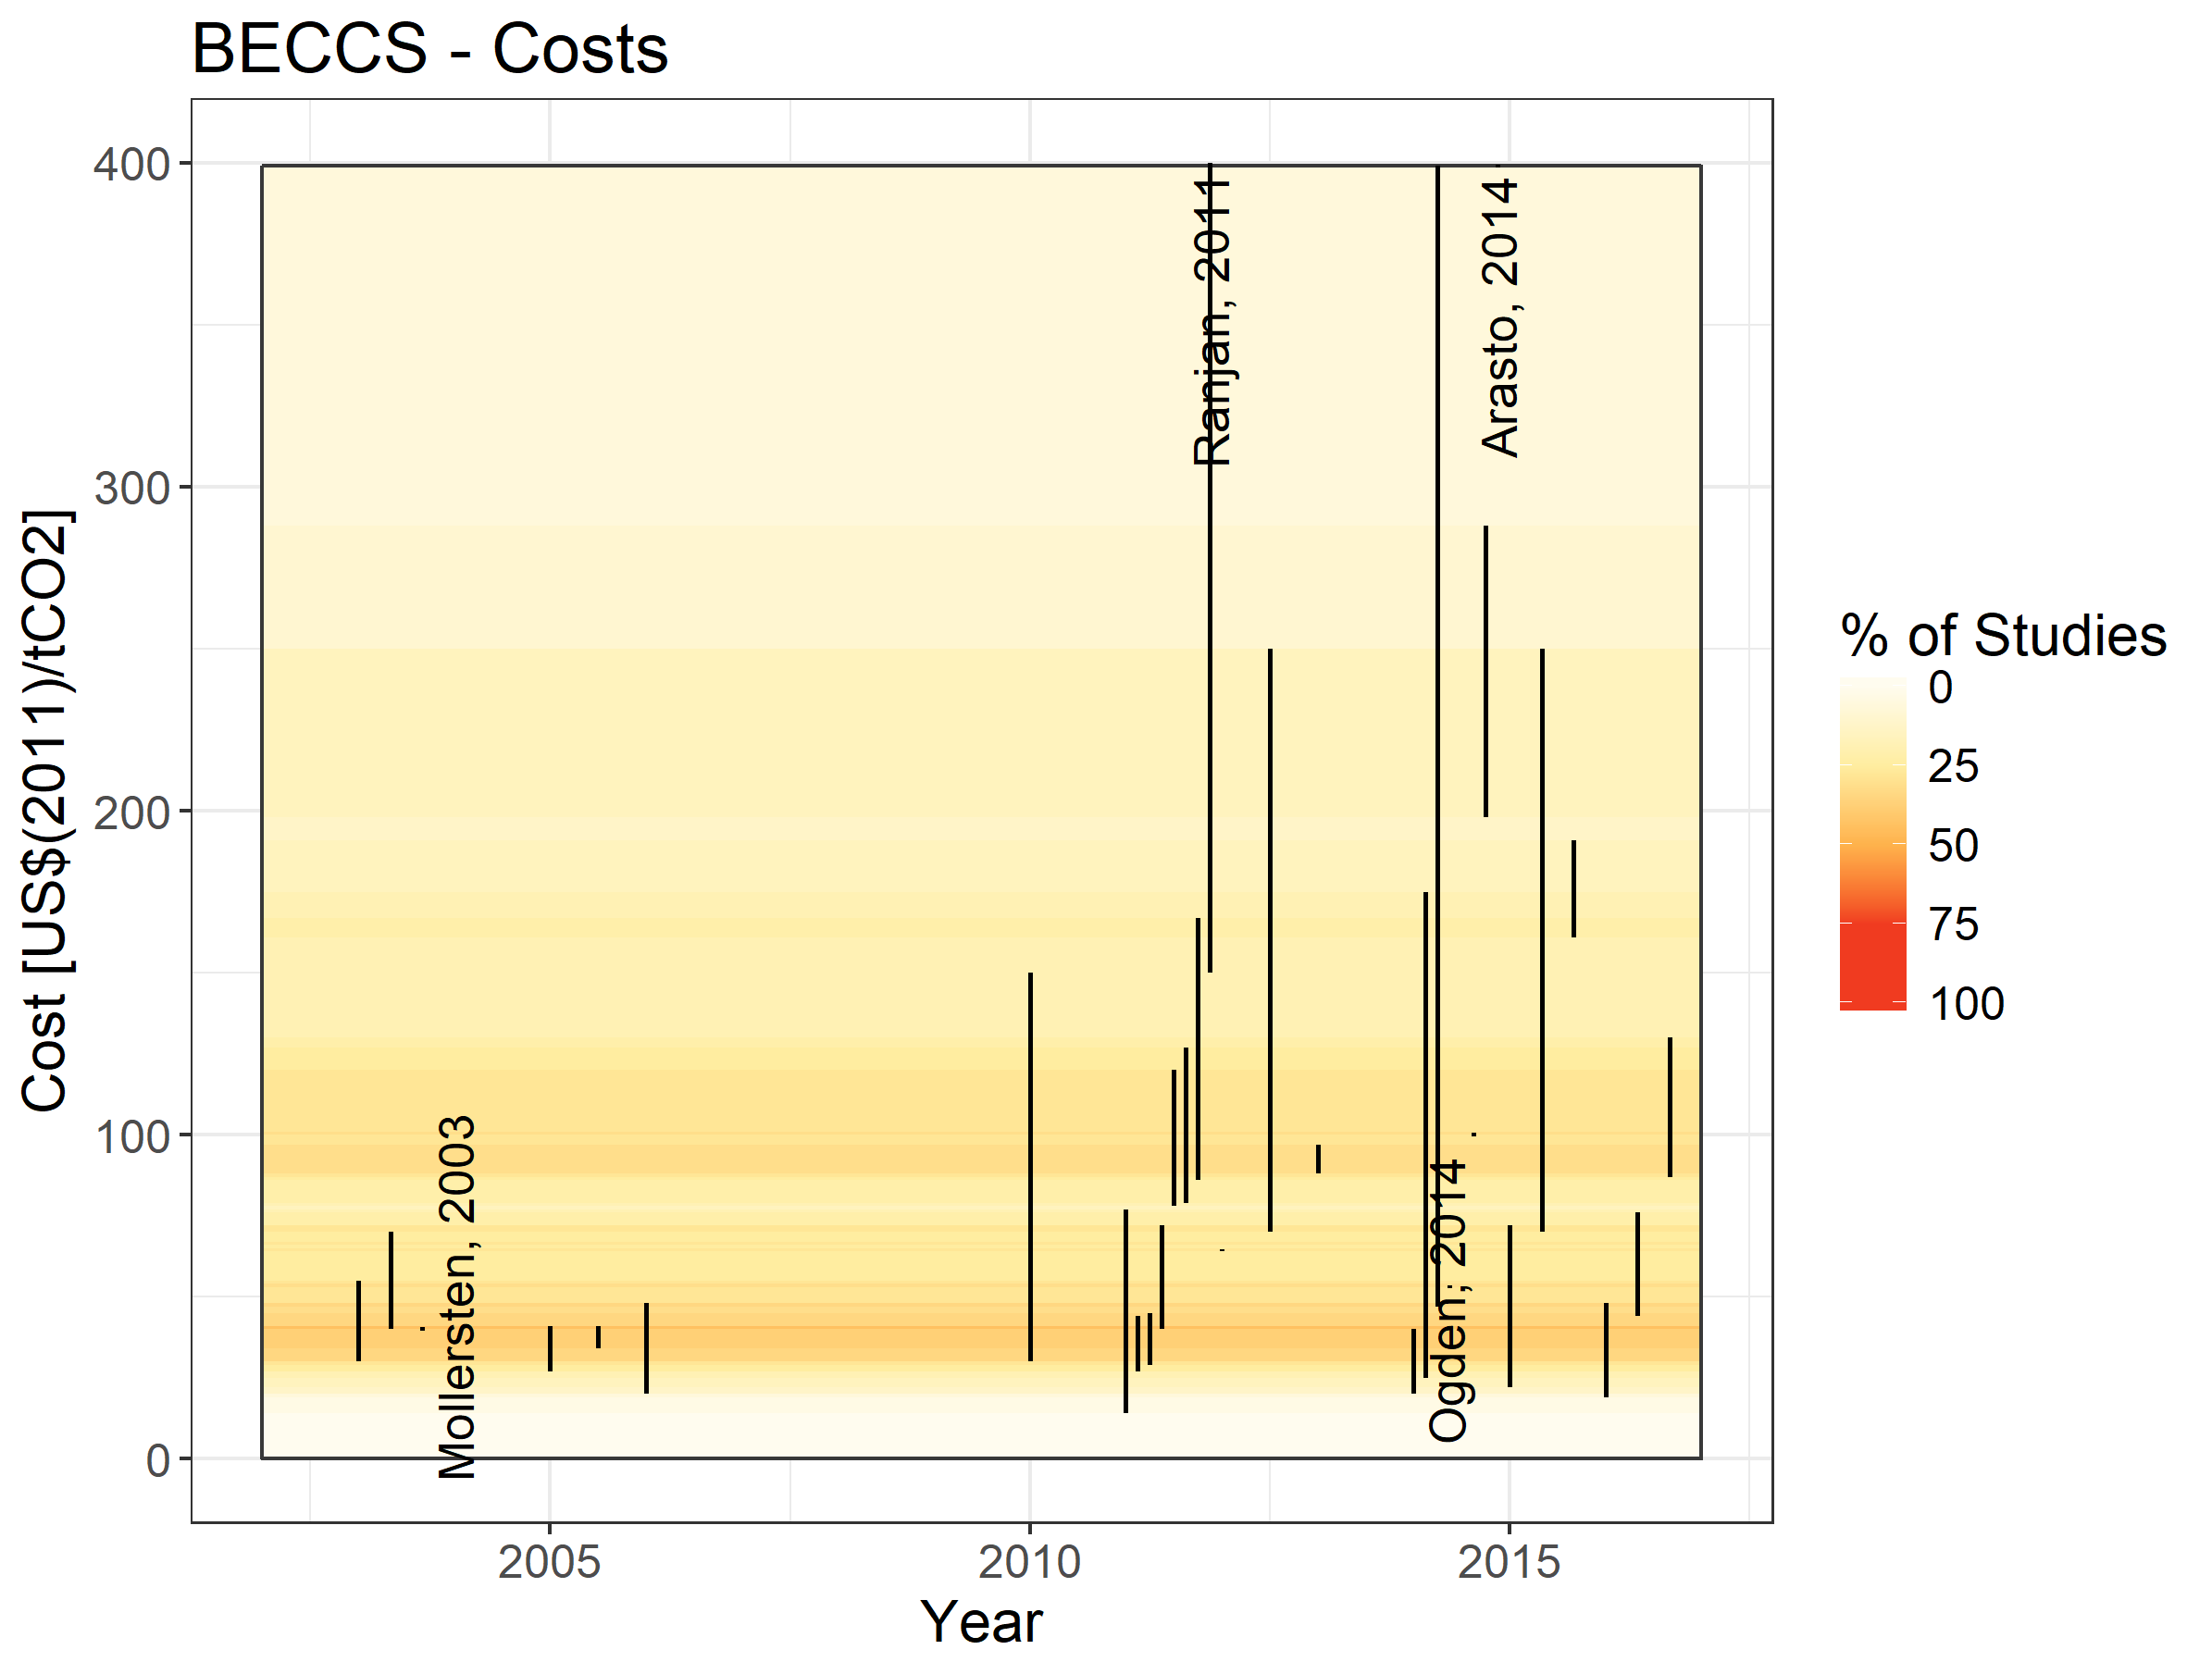 BECCS - Costs
Cost [US$(2011)/tCO2]
400
300
200
100
0
Ranjan, 2011
Arasto, 2014
Mollersten, 2003
Ogden, 2014
2005
2010
2015
Year
% of Studies
0
25
50
75
100